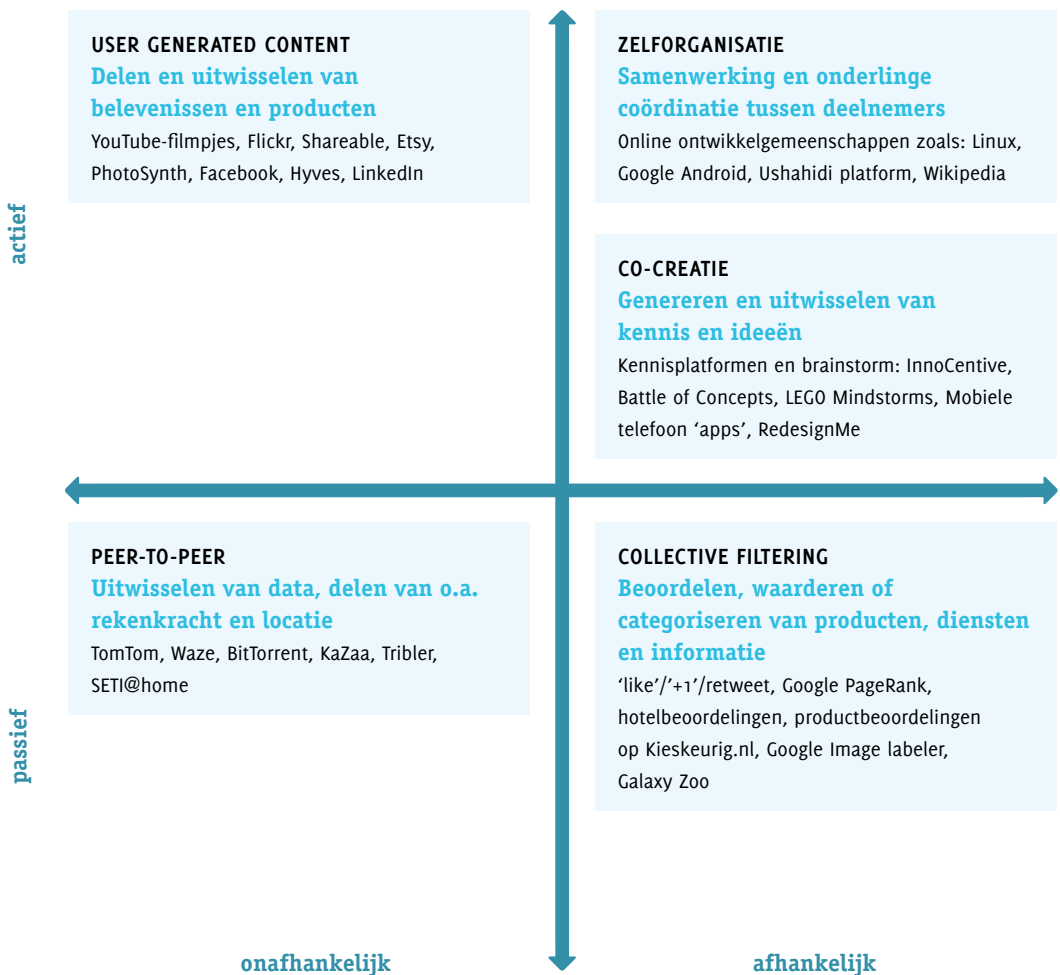 USER GENERATED CONTENT
Delen en uitwisselen van
belevenissen en producten
YouTube-filmpjes, Flickr, Shareable, Etsy,
PhotoSynth, Facebook, Hyves, LinkedIn
ZELFORGANISATIE
Samenwerking en onderlinge
coördinatie tussen deelnemers
Online ontwikkelgemeenschappen zoals: Linux,
Google Android, Ushahidi platform, Wikipedia
actief
CO-CREATIE
Genereren en uitwisselen van
kennis en ideeën
Kennisplatformen en brainstorm: InnoCentive,
Battle of Concepts, LEGO Mindstorms, Mobiele
telefoon ‘apps’, RedesignMe
PEER-TO-PEER
Uitwisselen van data, delen van o.a.
rekenkracht en locatie
TomTom, Waze, BitTorrent, KaZaa, Tribler,
SETI@home
COLLECTIVE FILTERING
Beoordelen, waarderen of
categoriseren van producten, diensten
en informatie
‘like’/’+1’/retweet, Google PageRank,
hotelbeoordelingen, productbeoordelingen
op Kieskeurig.nl, Google Image labeler,
Galaxy Zoo
passief
onafhankelijk
afhankelijk